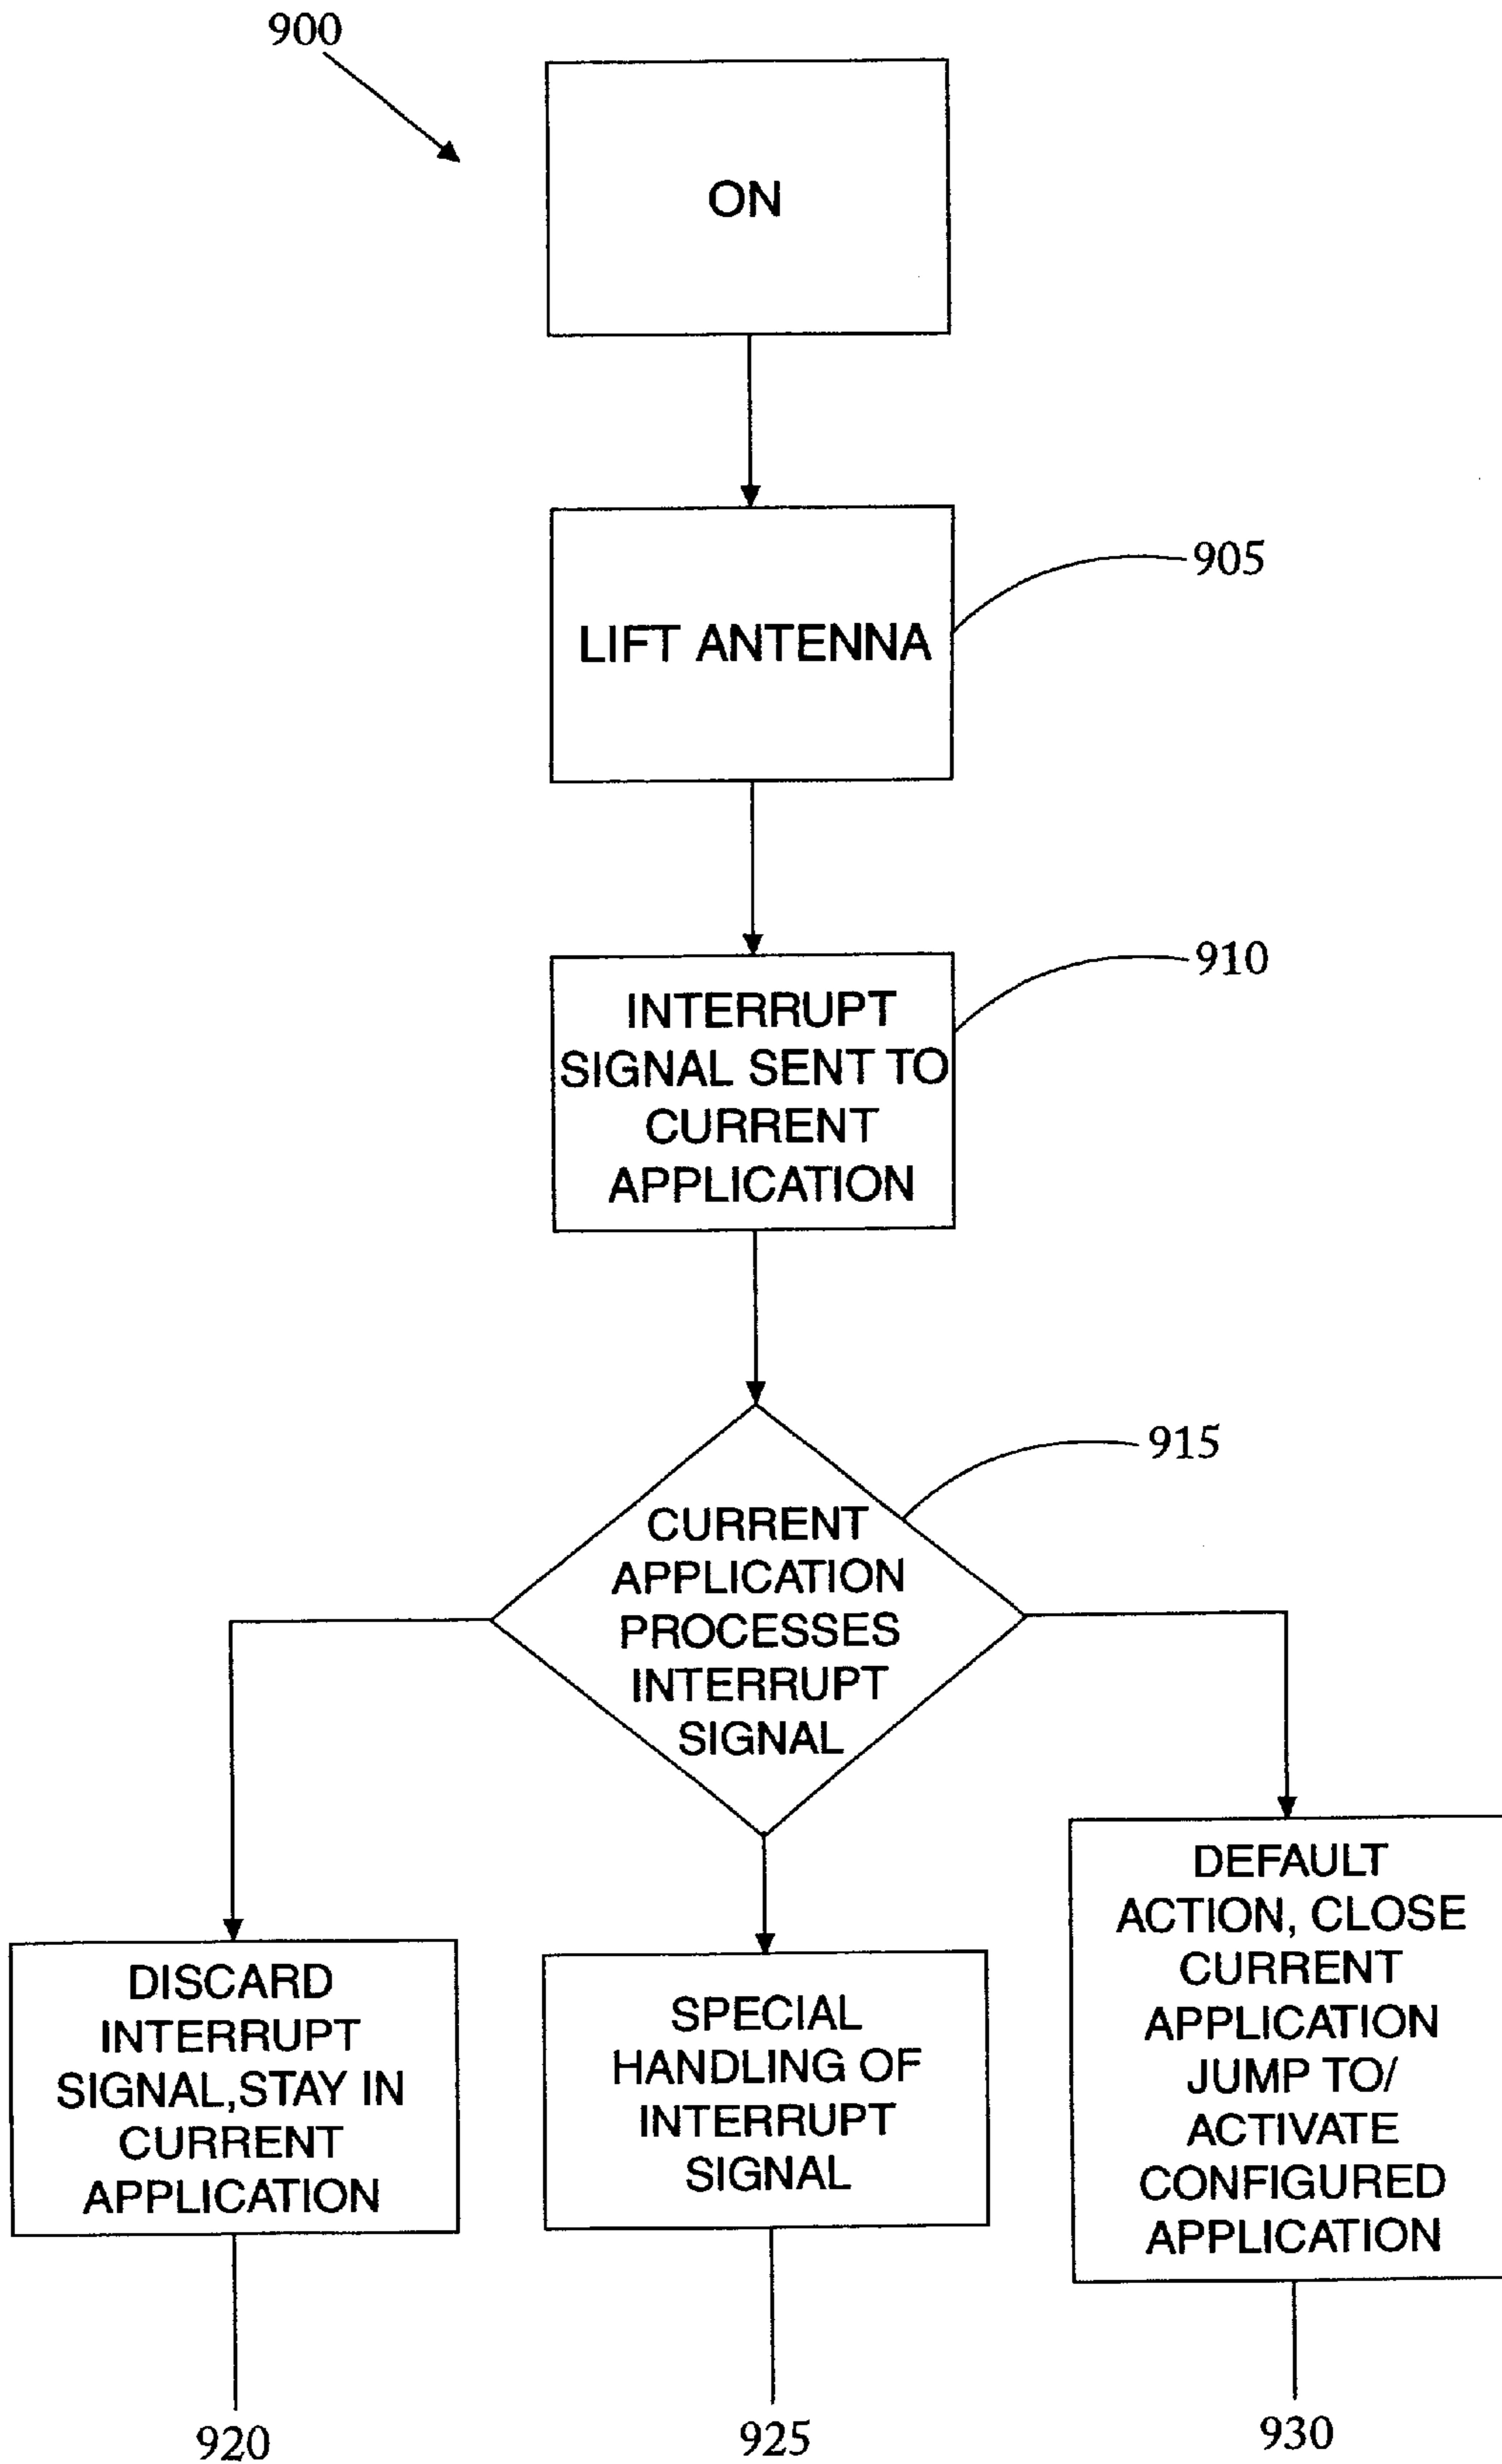 900
ON
LIFT ANTENNA
905
INTERRUPT
SIGNAL SENT TO
CURRENT
APPLICATION
910
CURRENT
APPLICATION
PROCESSES
INTERRUPT
SIGNAL
915
DISCARD
INTERRUPT
SIGNAL,STAY IN
CURRENT
APPLICATION
920
SPECIAL
HANDLING OF
INTERRUPT
SIGNAL
925
DEFAULT
ACTION, CLOSE
CURRENT
APPLICATION
JUMP TO/
ACTIVATE
CONFIGURED
APPLICATION
930